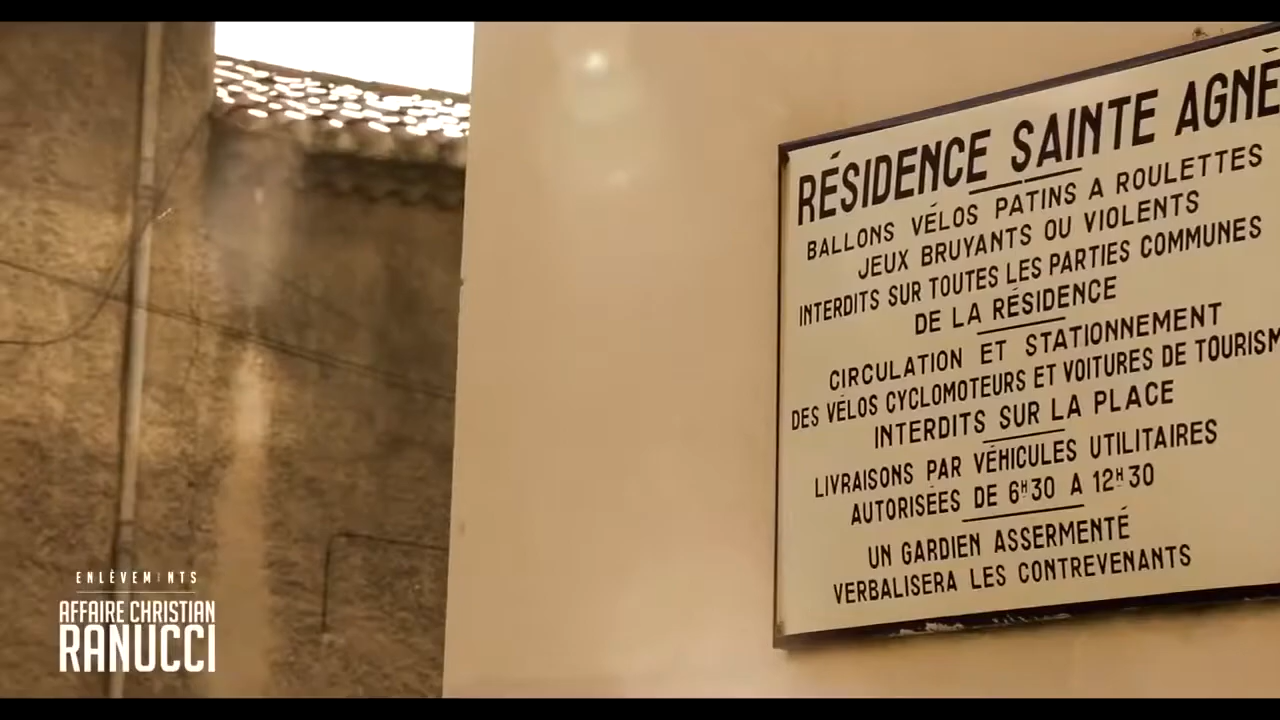 RÉSIDENCE SAINTE AGNÈ
BALLONS VÉLOS PATINS A ROULETTES
JEUX BRUYANTS OU VIOLENTS
INTERDITS SUR TOUTES LES PARTIES COMMUNES
DE LA RÉSIDENCE
CIRCULATION ET STATIONNEMENT
DES VÉLOS CYCLOMOTEURS ET VOITURES DE TOURISM
INTERDITS SUR LA PLACE
LIVRAISONS PAR VÉHICULES UTILITAIRES
AUTORISÉES DE 6H30 A 12H30
UN GARDIEN ASSERMENTÉ
VERBALISERA LES CONTREVENANTS
ENLÈVEMENTS
AFFAIRE CHRISTIAN
RANUCCI